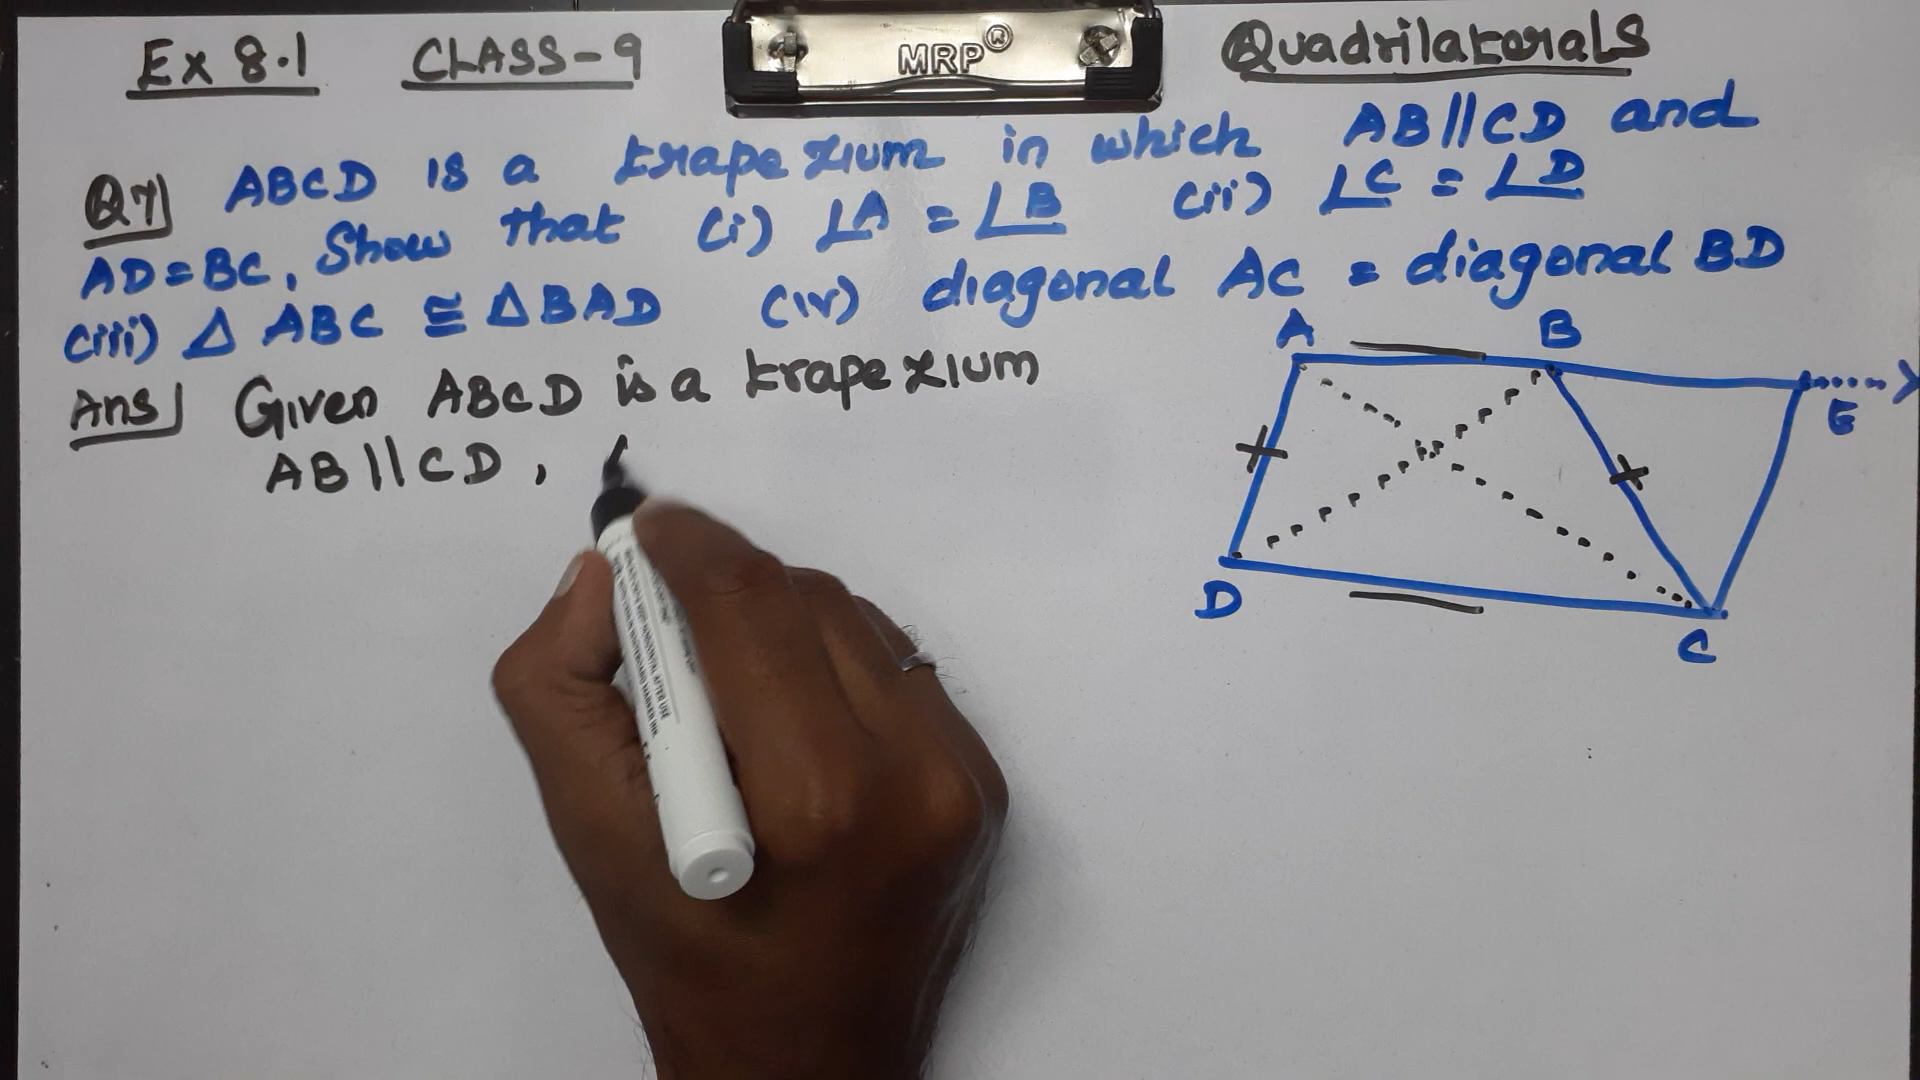 Ex 8.1 CLASS-9 MRP® Quadrilaterals
Q7] ABCD is a trapezium in which AB||CD and
AD=BC, Show that (i) ∠A = ∠B (ii) ∠C = ∠D
(iii) Δ ABC ≅ ΔBAD (iv) diagonal AC = diagonal BD
Ans] Given ABCD is a trapezium
AB||CD,
A B
E
D
C